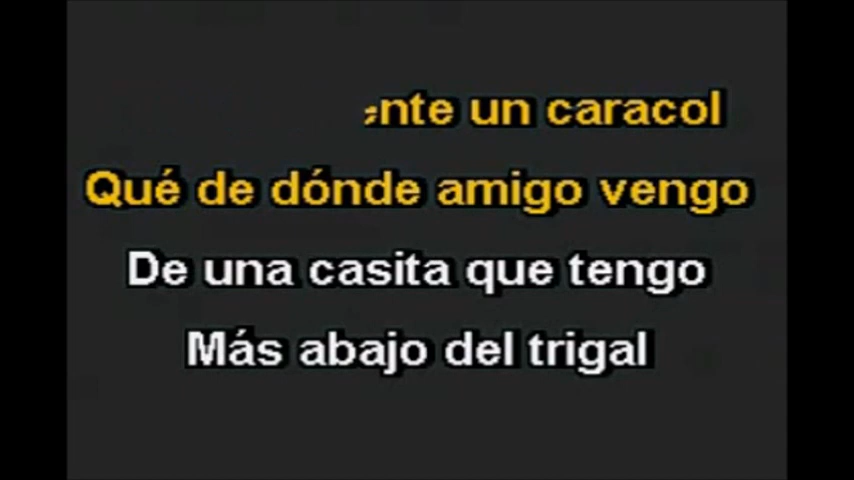 un caracol
Qué de dónde amigo vengo
De una casita que tengo
Más abajo del trigal